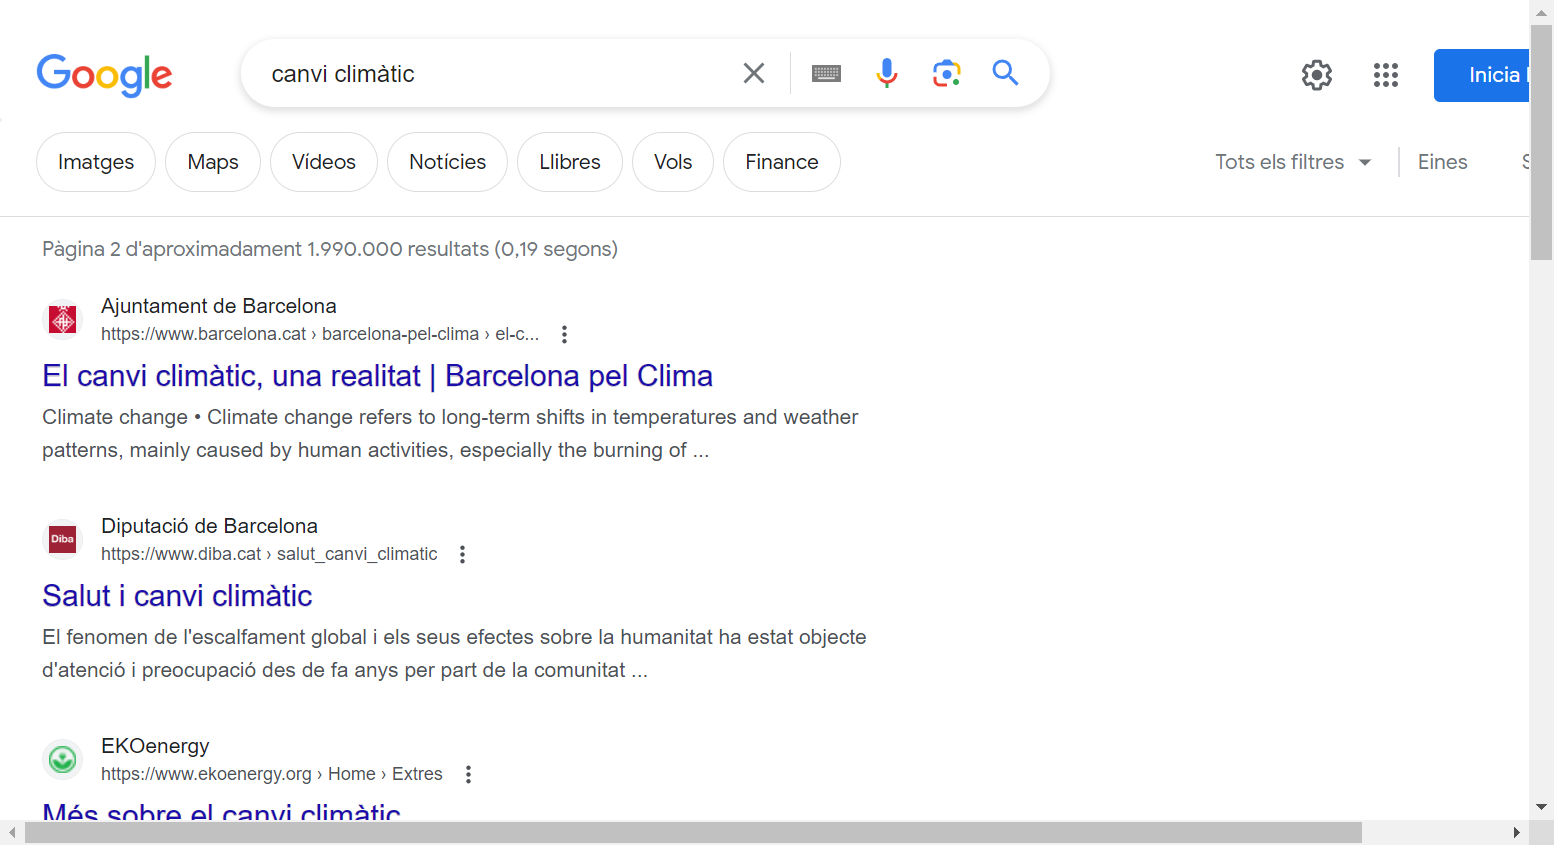 Google
canvi climàtic
Inicia
Imatges
Maps
Vídeos
Notícies
Llibres
Vols
Finance
Tots els filtres
Eines
Pàgina 2 d'aproximadament 1.990.000 resultats (0,19 segons)
Ajuntament de Barcelona
https://www.barcelona.cat › barcelona-pel-clima › el-c...
El canvi climàtic, una realitat | Barcelona pel Clima
Climate change • Climate change refers to long-term shifts in temperatures and weather
patterns, mainly caused by human activities, especially the burning of ...
Diba
Diputació de Barcelona
https://www.diba.cat › salut_canvi_climatic
Salut i canvi climàtic
El fenomen de l'escalfament global i els seus efectes sobre la humanitat ha estat objecte
d'atenció i preocupació des de fa anys per part de la comunitat ...
EKOenergy
https://www.ekoenergy.org › Home › Extres
Més sobre el canvi climàtic